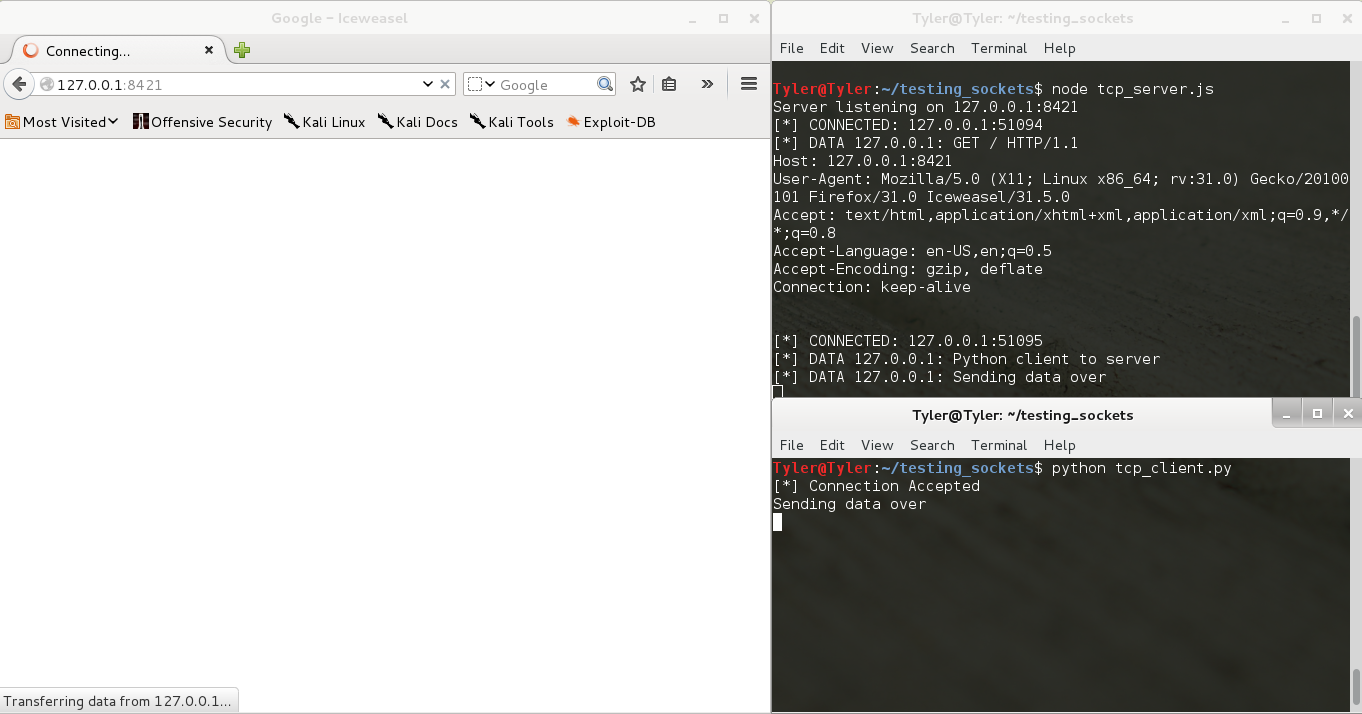 Google - Iceweasel
Connecting...
127.0.0.1:8421
Google
Most Visited
Offensive Security
Kali Linux
Kali Docs
Kali Tools
Exploit-DB
Transferring data from 127.0.0.1...
Tyler@Tyler: ~/testing_sockets
File Edit View Search Terminal Help
Tyler@Tyler:~/testing_sockets$ node tcp_server.js
Server listening on 127.0.0.1:8421
[*] CONNECTED: 127.0.0.1:51094
[*] DATA 127.0.0.1: GET / HTTP/1.1
Host: 127.0.0.1:8421
User-Agent: Mozilla/5.0 (X11; Linux x86_64; rv:31.0) Gecko/20100
101 Firefox/31.0 Iceweasel/31.5.0
Accept: text/html,application/xhtml+xml,application/xml;q=0.9,*/
*;q=0.8
Accept-Language: en-US,en;q=0.5
Accept-Encoding: gzip, deflate
Connection: keep-alive
[*] CONNECTED: 127.0.0.1:51095
[*] DATA 127.0.0.1: Python client to server
[*] DATA 127.0.0.1: Sending data over
Tyler@Tyler: ~/testing_sockets
File Edit View Search Terminal Help
Tyler@Tyler:~/testing_sockets$ python tcp_client.py
[*] Connection Accepted
Sending data over